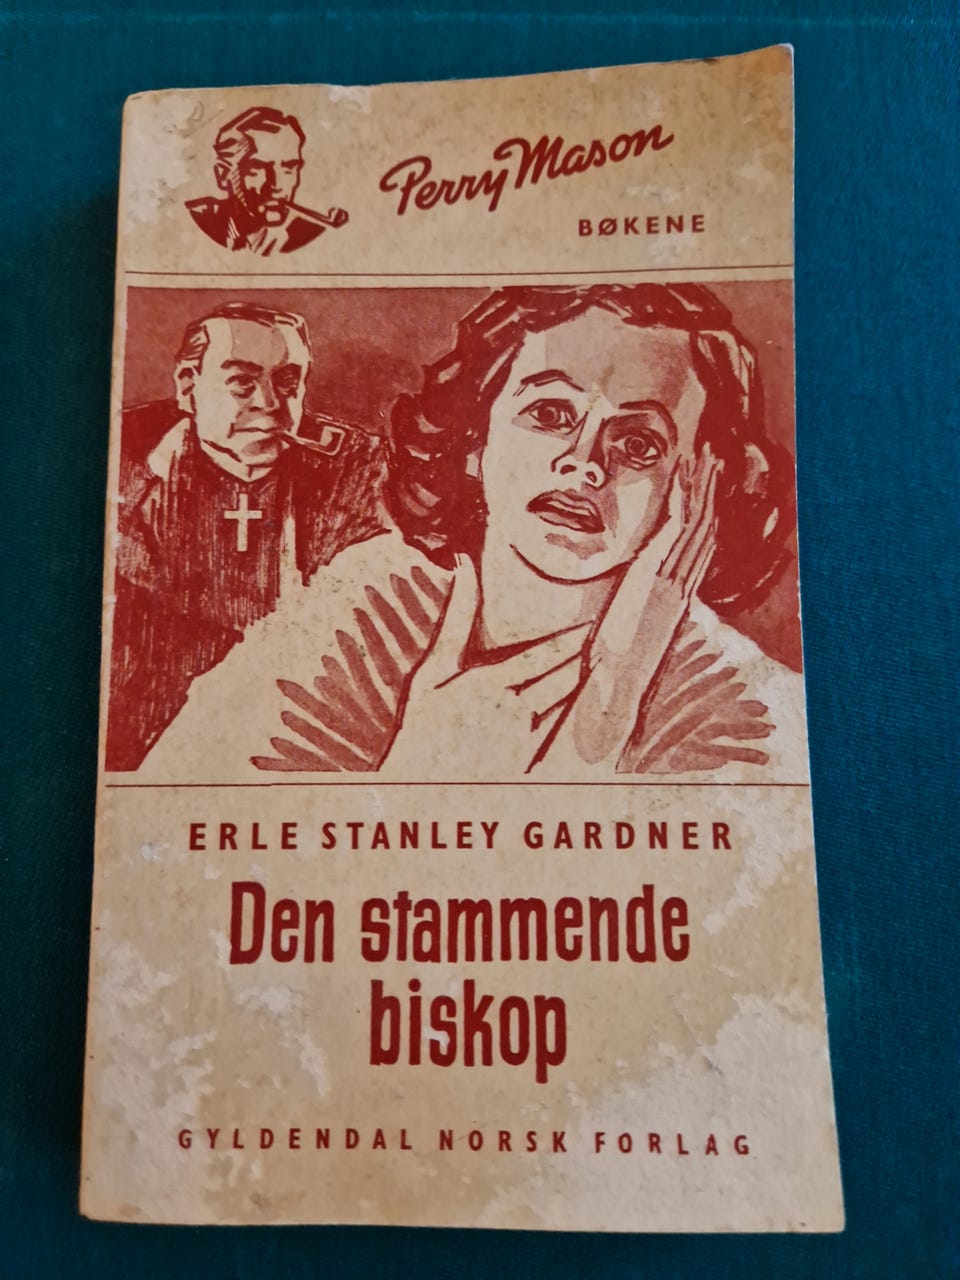 Perry Mason
BØKENE
ERLE STANLEY GARDNER
Den stammende
biskop
GYLDENDAL NORSK FORLAG